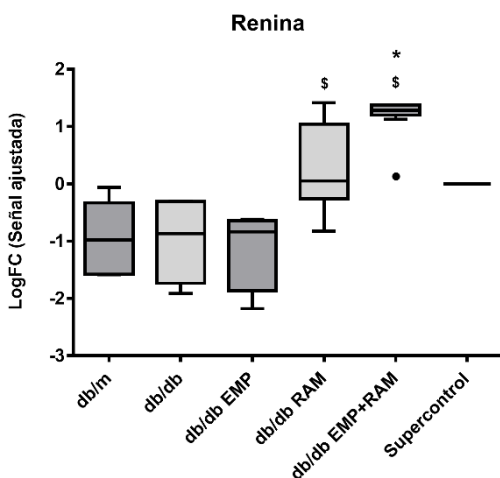 Renina
LogFC (Señal ajustada)
2
1
0
-1
-2
-3
$
*
$
db/m
db/db
db/db EMP
db/db RAM
db/db EMP+RAM
Supercontrol